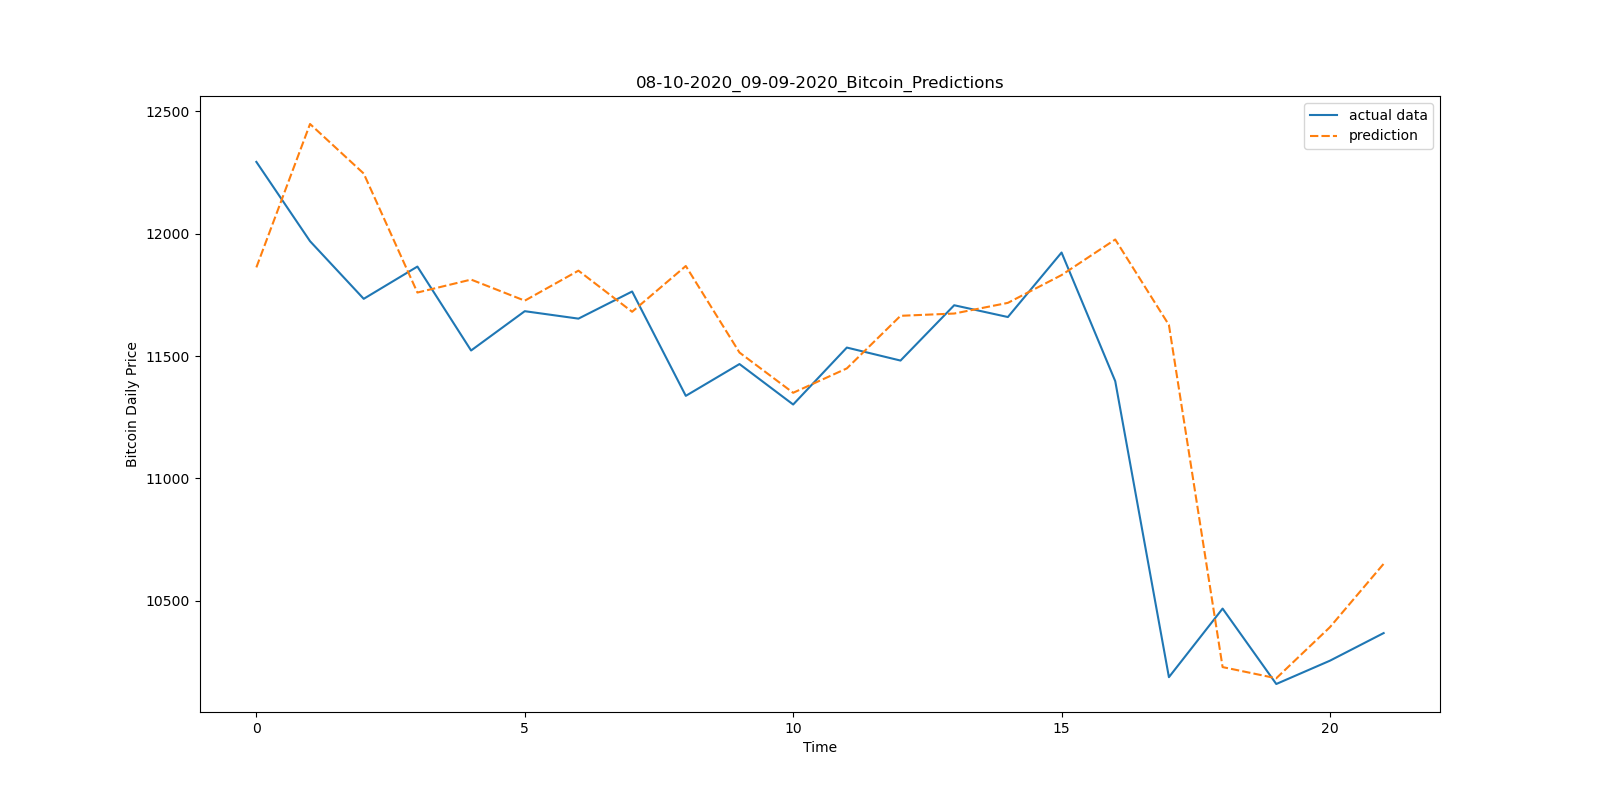 08-10-2020_09-09-2020_Bitcoin_Predictions
12500
12000
11500
11000
10500
Bitcoin Daily Price
actual data
prediction
0
5
10
15
20
Time